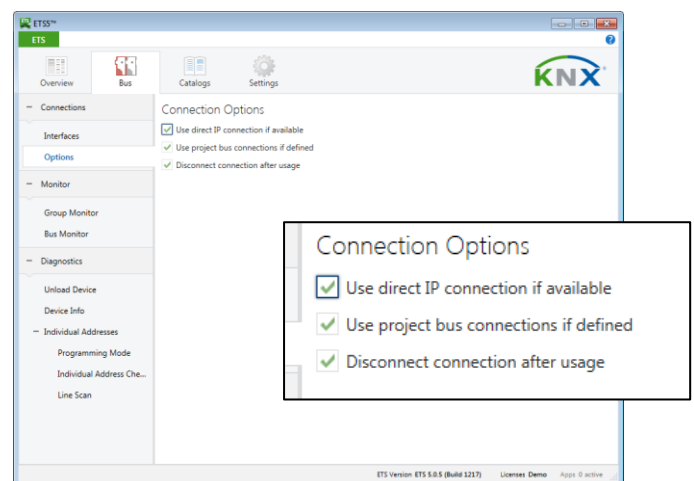 ETS5™
ETS
Overview
Bus
Catalogs
Settings
KNX
Connections
Interfaces
Options
Monitor
Group Monitor
Bus Monitor
Diagnostics
Unload Device
Device Info
Individual Addresses
Programming Mode
Individual Address Che...
Line Scan
Connection Options
Use direct IP connection if available
Use project bus connections if defined
Disconnect connection after usage
Connection Options
Use direct IP connection if available
Use project bus connections if defined
Disconnect connection after usage
ETS Version ETS 5.0.5 (Build 1217) Licenses Demo Apps 0 active